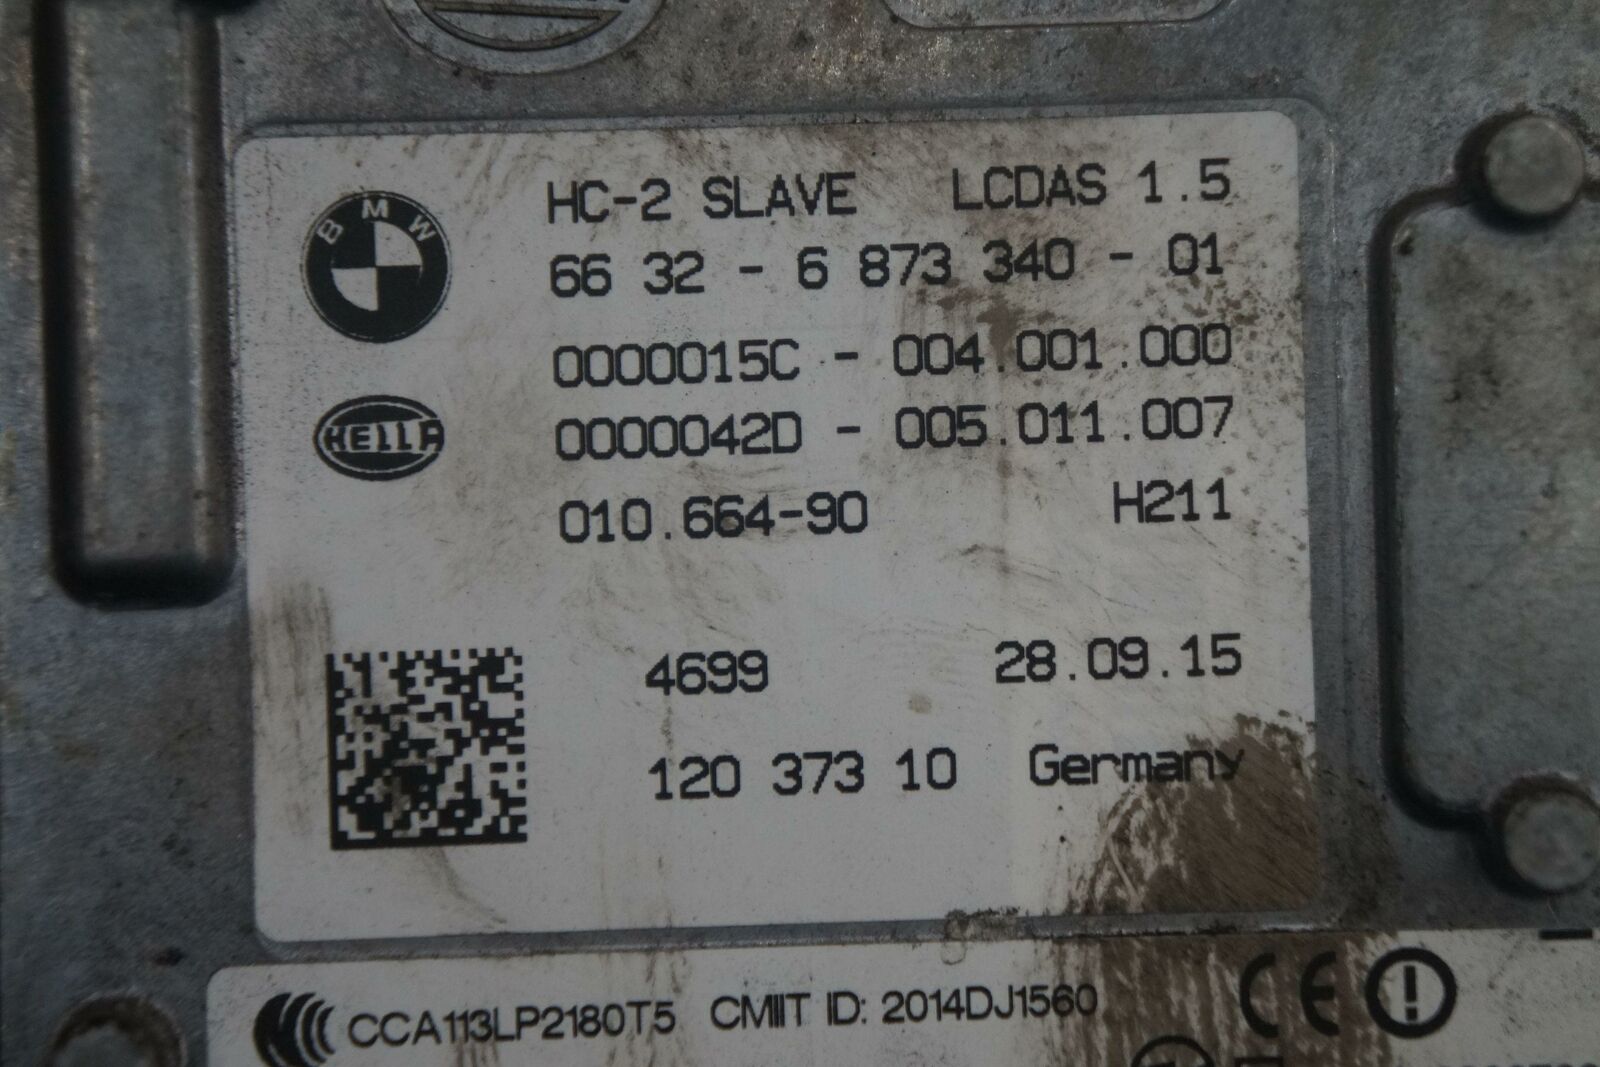 BMW
HC-2 SLAVE LCDAS 1.5
66 32 - 6 873 340 - 01
0000015C - 004.001.000
HELLA
0000042D - 005.011.007
010.664-90 H211
4699 28.09.15
120 373 10 Germany
CCA113LP2180T5 CMIIT ID: 2014DJ1560 CE